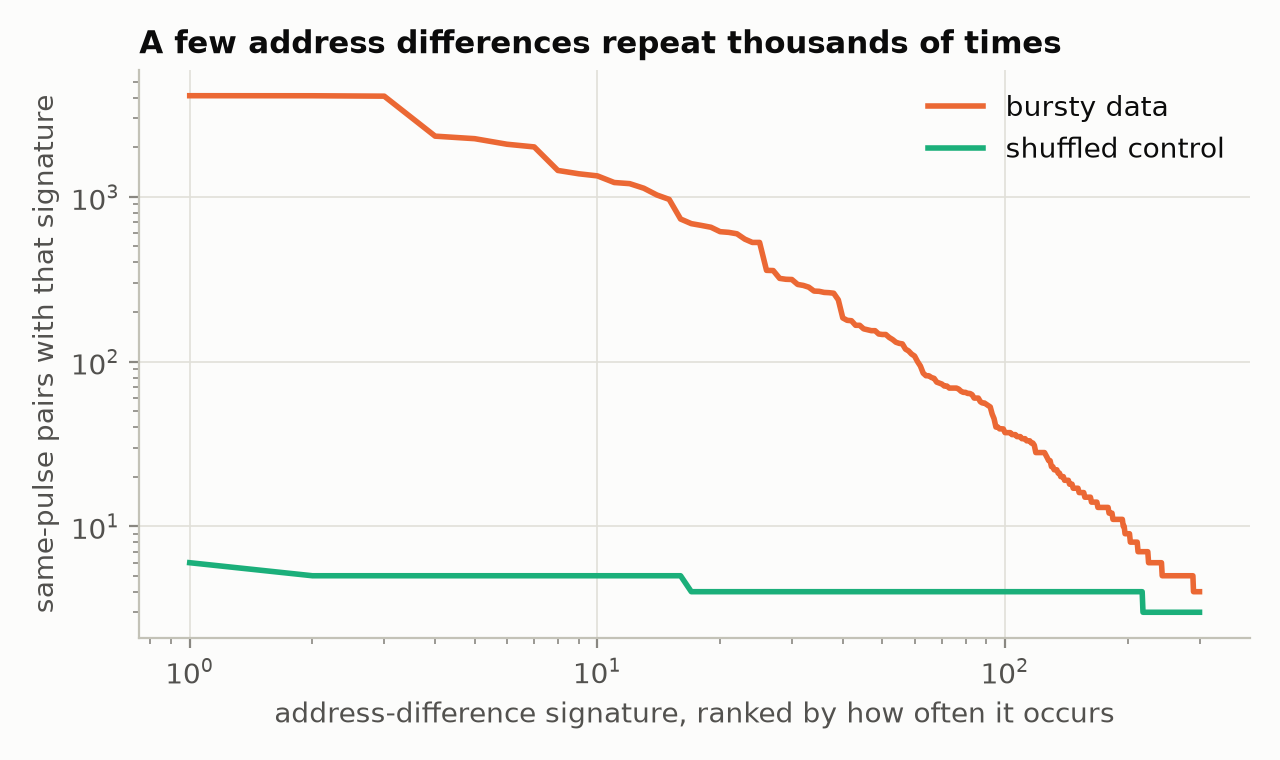 A few address differences repeat thousands of times
same-pulse pairs with that signature
10³
10²
10¹
bursty data
shuffled control
10⁰
10¹
10²
address-difference signature, ranked by how often it occurs